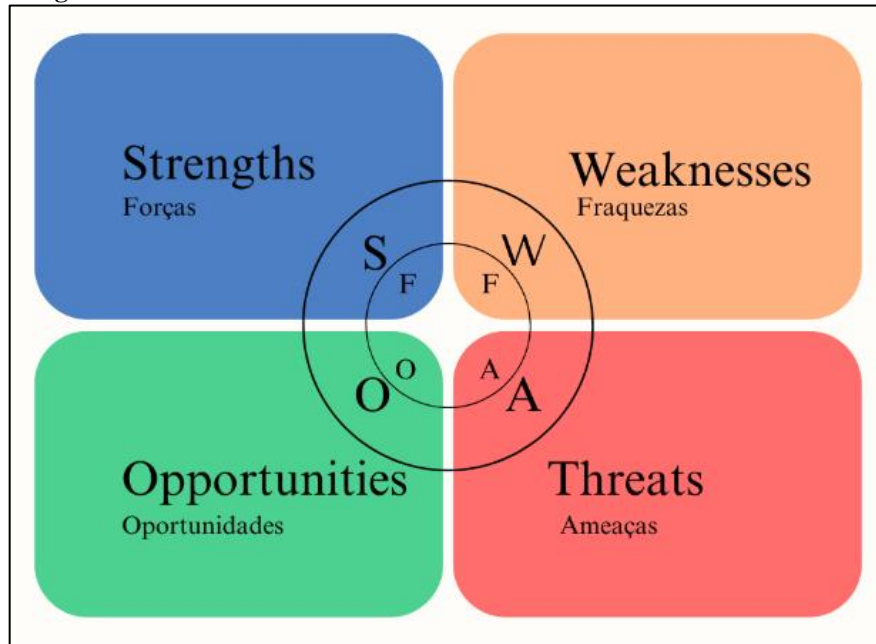 Strengths
Forças
Weaknesses
Fraquezas
S
W
F
F
O
A
O
A
Opportunities
Oportunidades
Threats
Ameaças